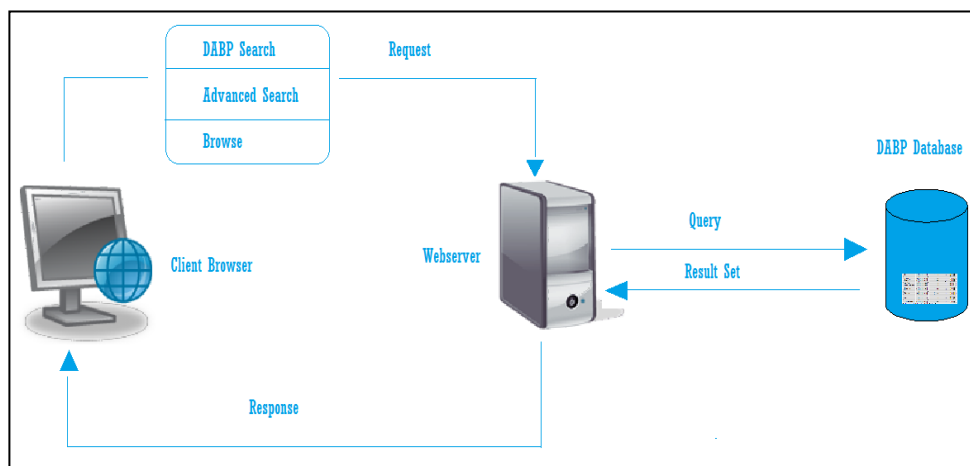 DABP Search
Request
Advanced Search
Browse
DABP Database
Client Browser
Webserver
Query
Result Set
Response